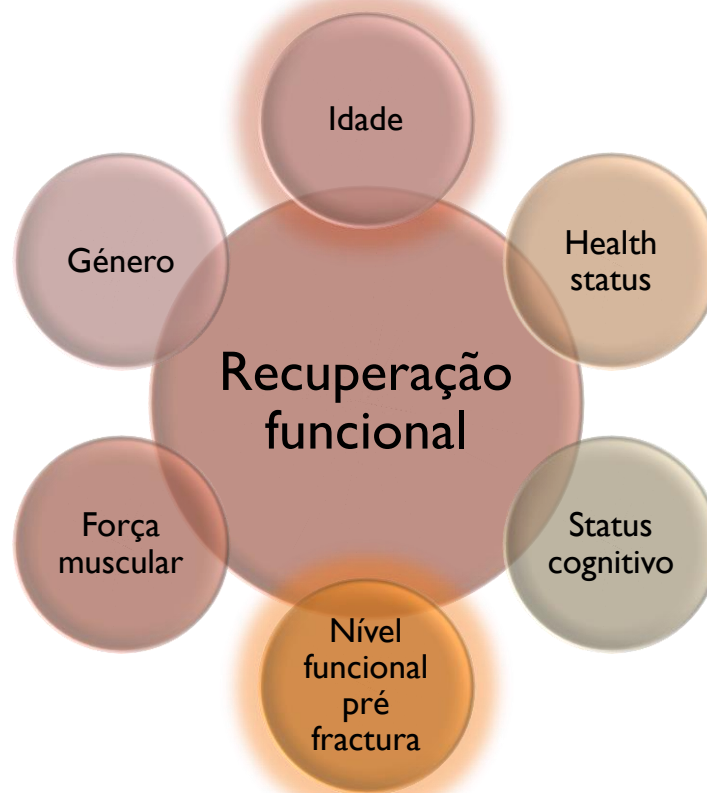 Idade
Health
status
Status
cognitivo
Nível
funcional
pré
fractura
Força
muscular
Género
Recuperação
funcional